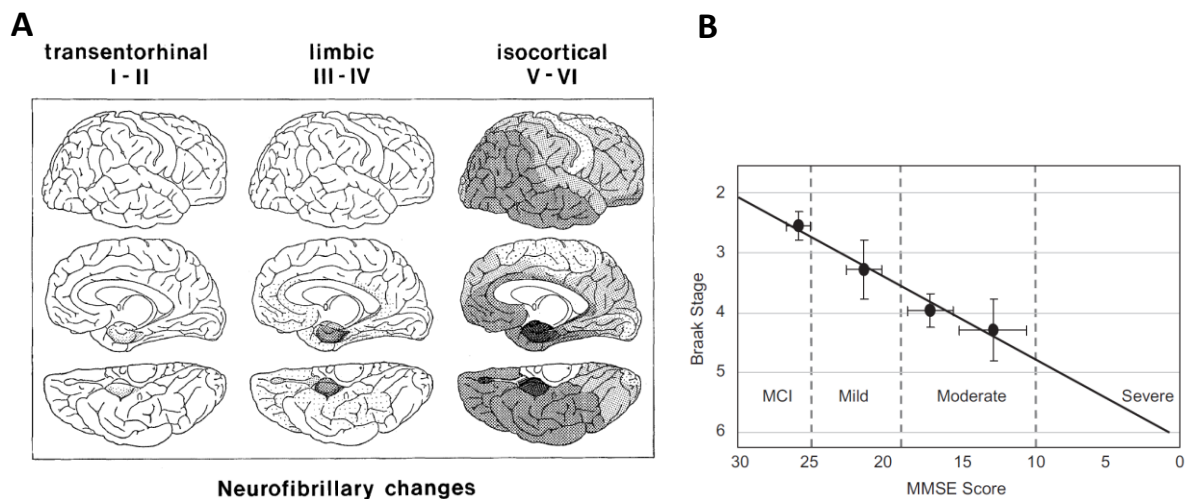 A
transentorhinal
I - II
limbic
III - IV
isocortical
V - VI
Neurofibrillary changes
B
Braak Stage
2
3
4
5
6
MCI
Mild
Moderate
Severe
30
20
15
10
5
0
MMSE Score